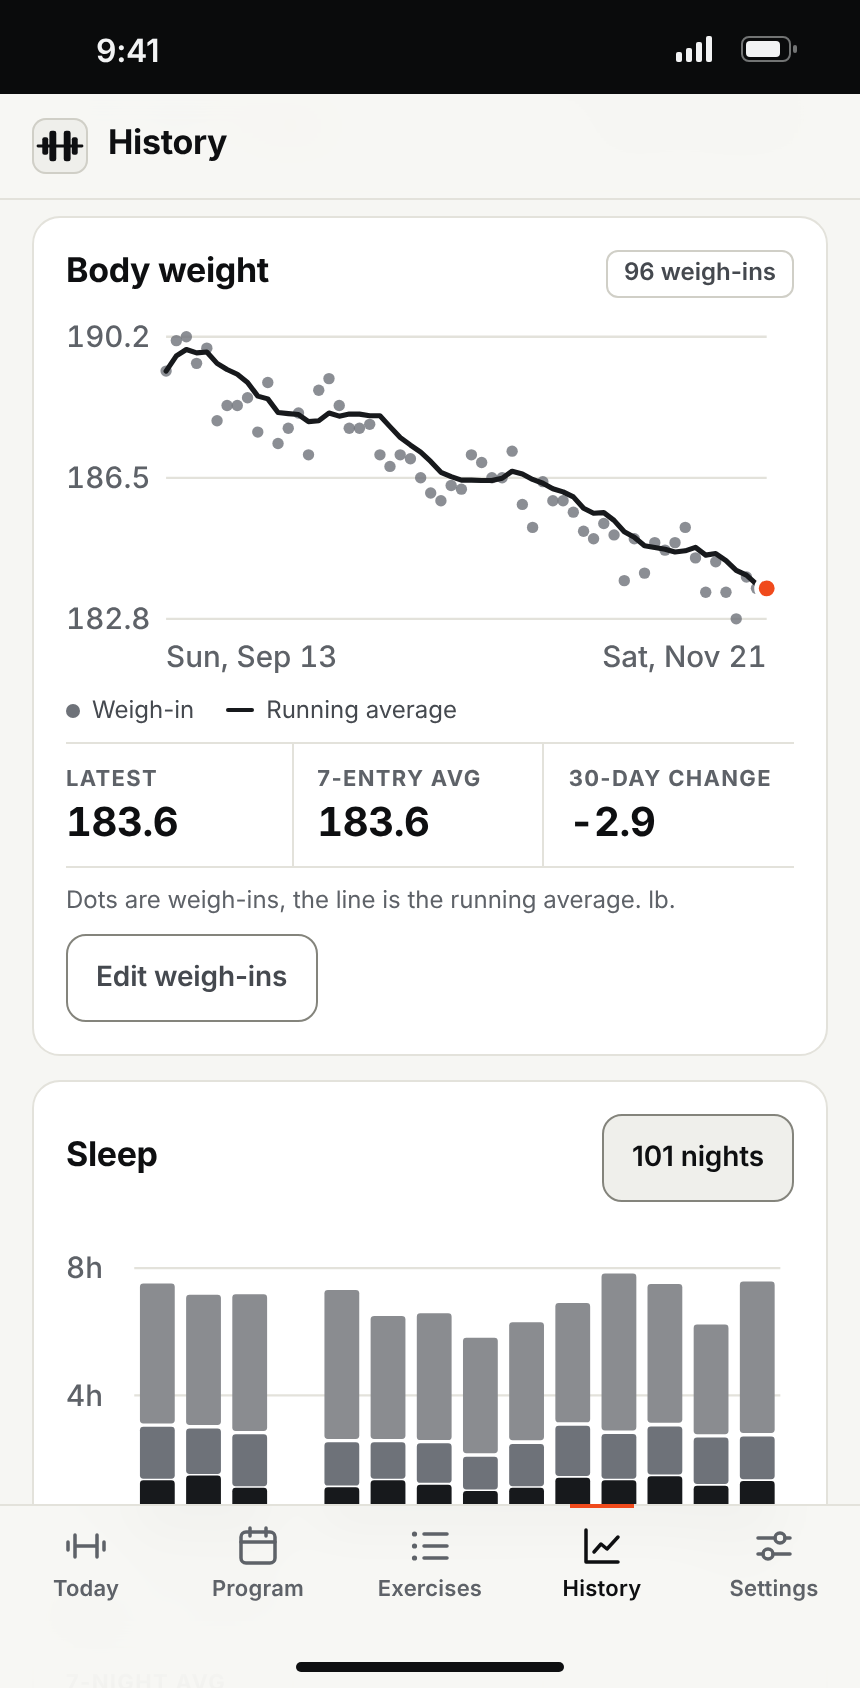 9:41
History
Body weight
96 weigh-ins
190.2
186.5
182.8
Sun, Sep 13
Sat, Nov 21
Weigh-in
Running average
LATEST
7-ENTRY AVG
30-DAY CHANGE
183.6
183.6
-2.9
Dots are weigh-ins, the line is the running average. lb.
Edit weigh-ins
Sleep
101 nights
8h
4h
Today
Program
Exercises
History
Settings
7-NIGHT AVG